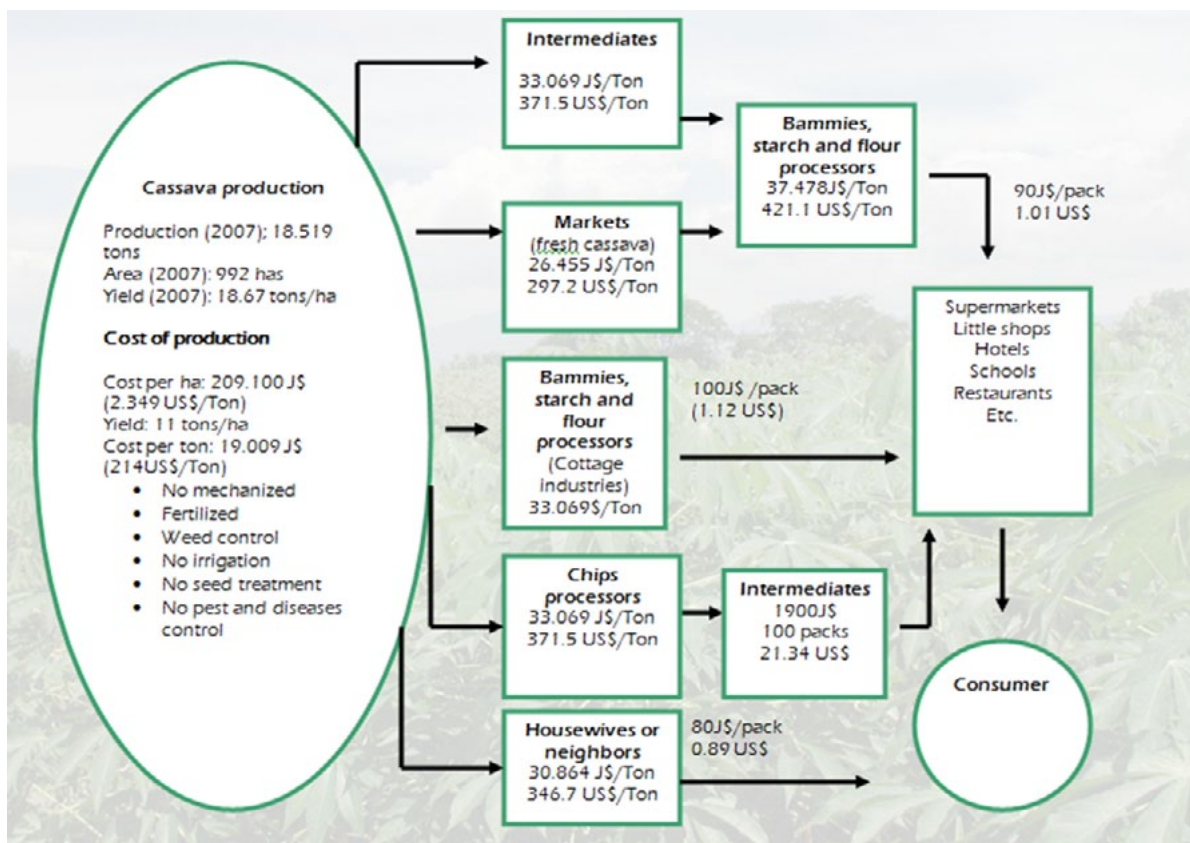 Cassava production
Production (2007); 18.519
tons
Area (2007): 992 has
Yield (2007): 18.67 tons/ha
Cost of production
Cost per ha: 209.100 J$
(2.349 US$/Ton)
Yield: 11 tons/ha
Cost per ton: 19.009 J$
(214US$/Ton)
• No mechanized
• Fertilized
• Weed control
• No irrigation
• No seed treatment
• No pest and diseases
control
Intermediates
33.069 J$/Ton
371.5 US$/Ton
Markets
(fresh cassava)
26.455 J$/Ton
297.2 US$/Ton
Bammies,
starch and
flour
processors
(Cottage
industries)
33.069$/Ton
Chips
processors
33.069 J$/Ton
371.5 US$/Ton
Housewives or
neighbors
30.864 J$/Ton
346.7 US$/Ton
Bammies,
starch and flour
processors
37.478J$/Ton
421.1 US$/Ton
90J$/pack
1.01 US$
100J$ /pack
(1.12 US$)
Intermediates
1900J$
100 packs
21.34 US$
80J$/pack
0.89 US$
Supermarkets
Little shops
Hotels
Schools
Restaurants
Etc.
Consumer